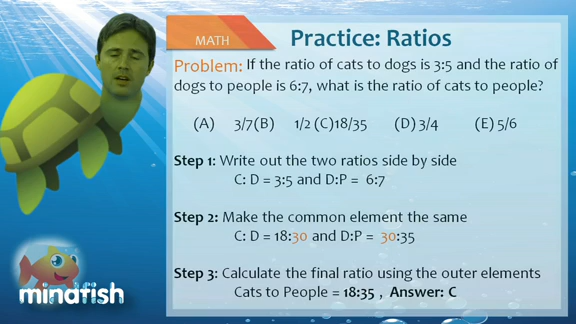 MATH
Practice: Ratios
Problem: If the ratio of cats to dogs is 3:5 and the ratio of
dogs to people is 6:7, what is the ratio of cats to people?
(A) 3/7(B) 1/2 (C)18/35 (D) 3/4 (E) 5/6
Step 1: Write out the two ratios side by side
C: D = 3:5 and D:P = 6:7
Step 2: Make the common element the same
C: D = 18:30 and D:P = 30:35
Step 3: Calculate the final ratio using the outer elements
Cats to People = 18:35 , Answer: C
mindfish